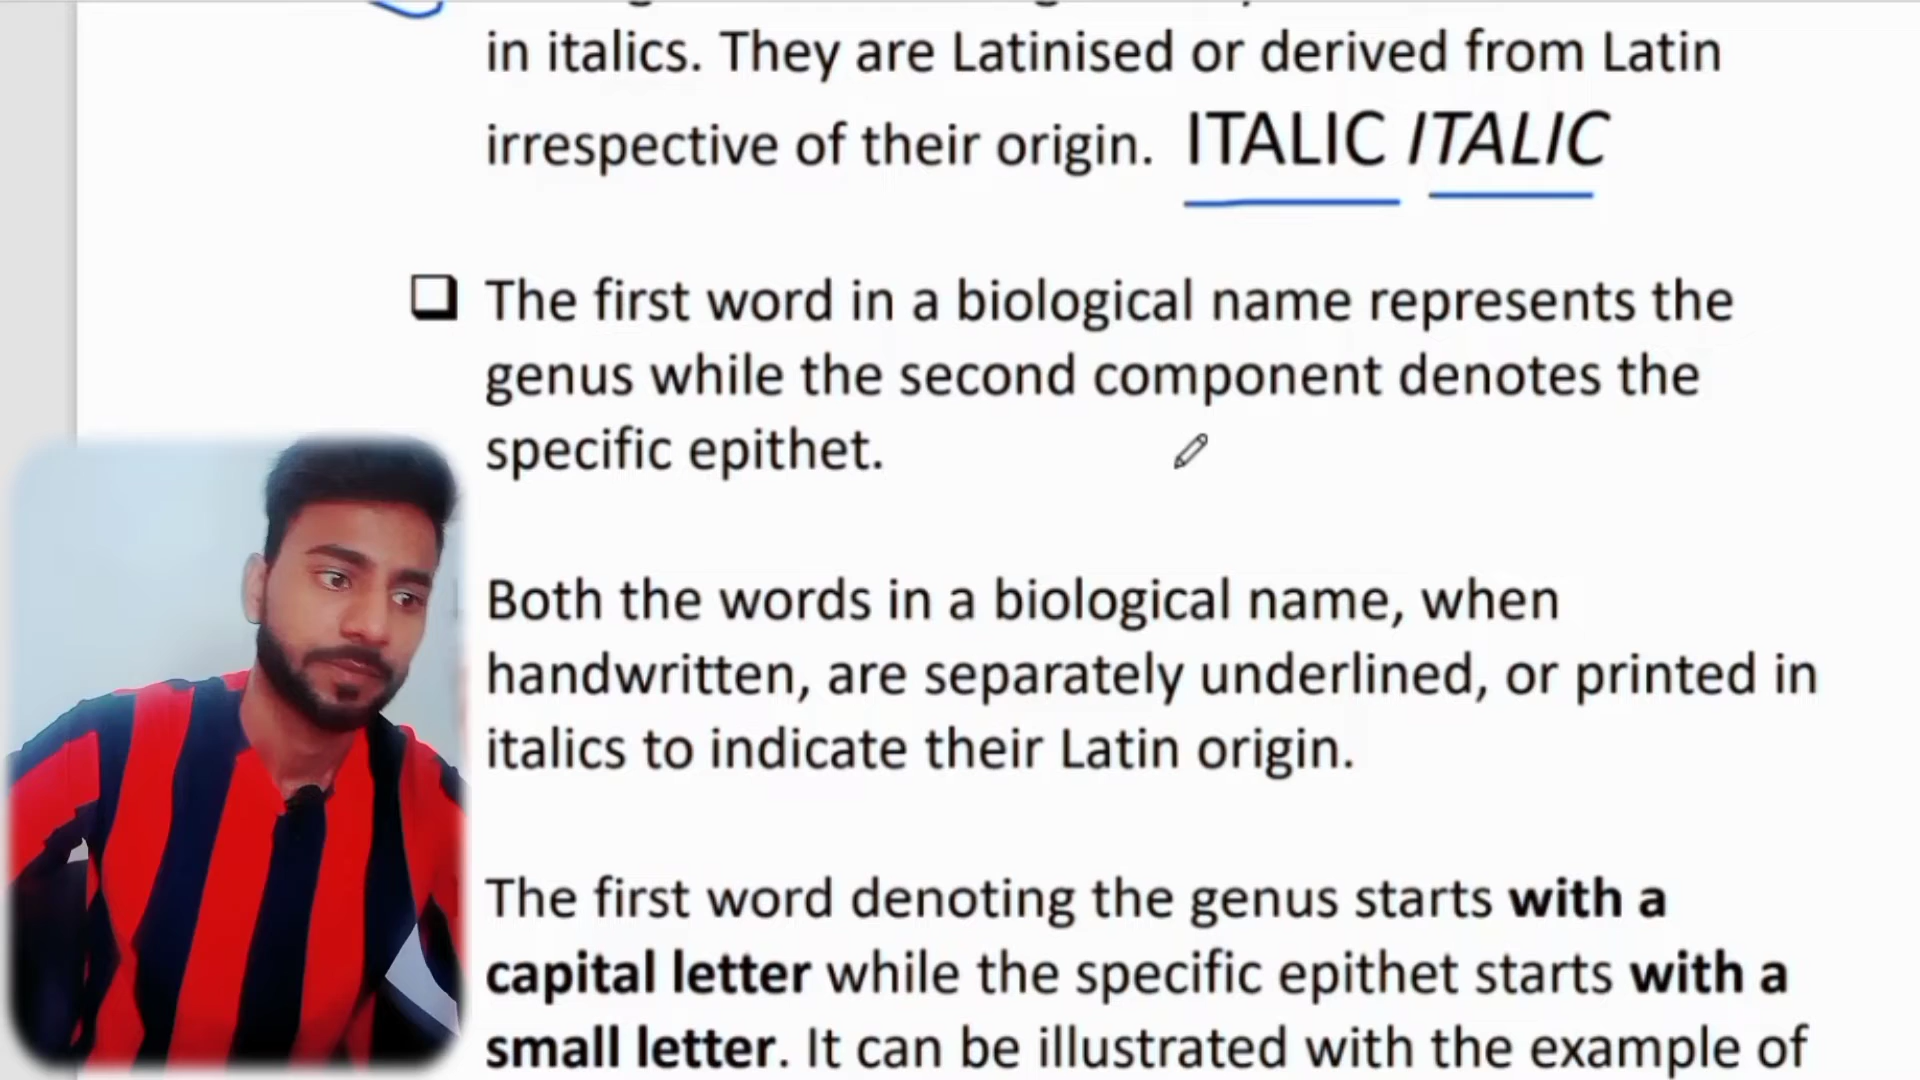 in italics. They are Latinised or derived from Latin
irrespective of their origin. ITALIC ITALIC
The first word in a biological name represents the
genus while the second component denotes the
specific epithet.
Both the words in a biological name, when
handwritten, are separately underlined, or printed in
italics to indicate their Latin origin.
The first word denoting the genus starts with a
capital letter while the specific epithet starts with a
small letter. It can be illustrated with the example of